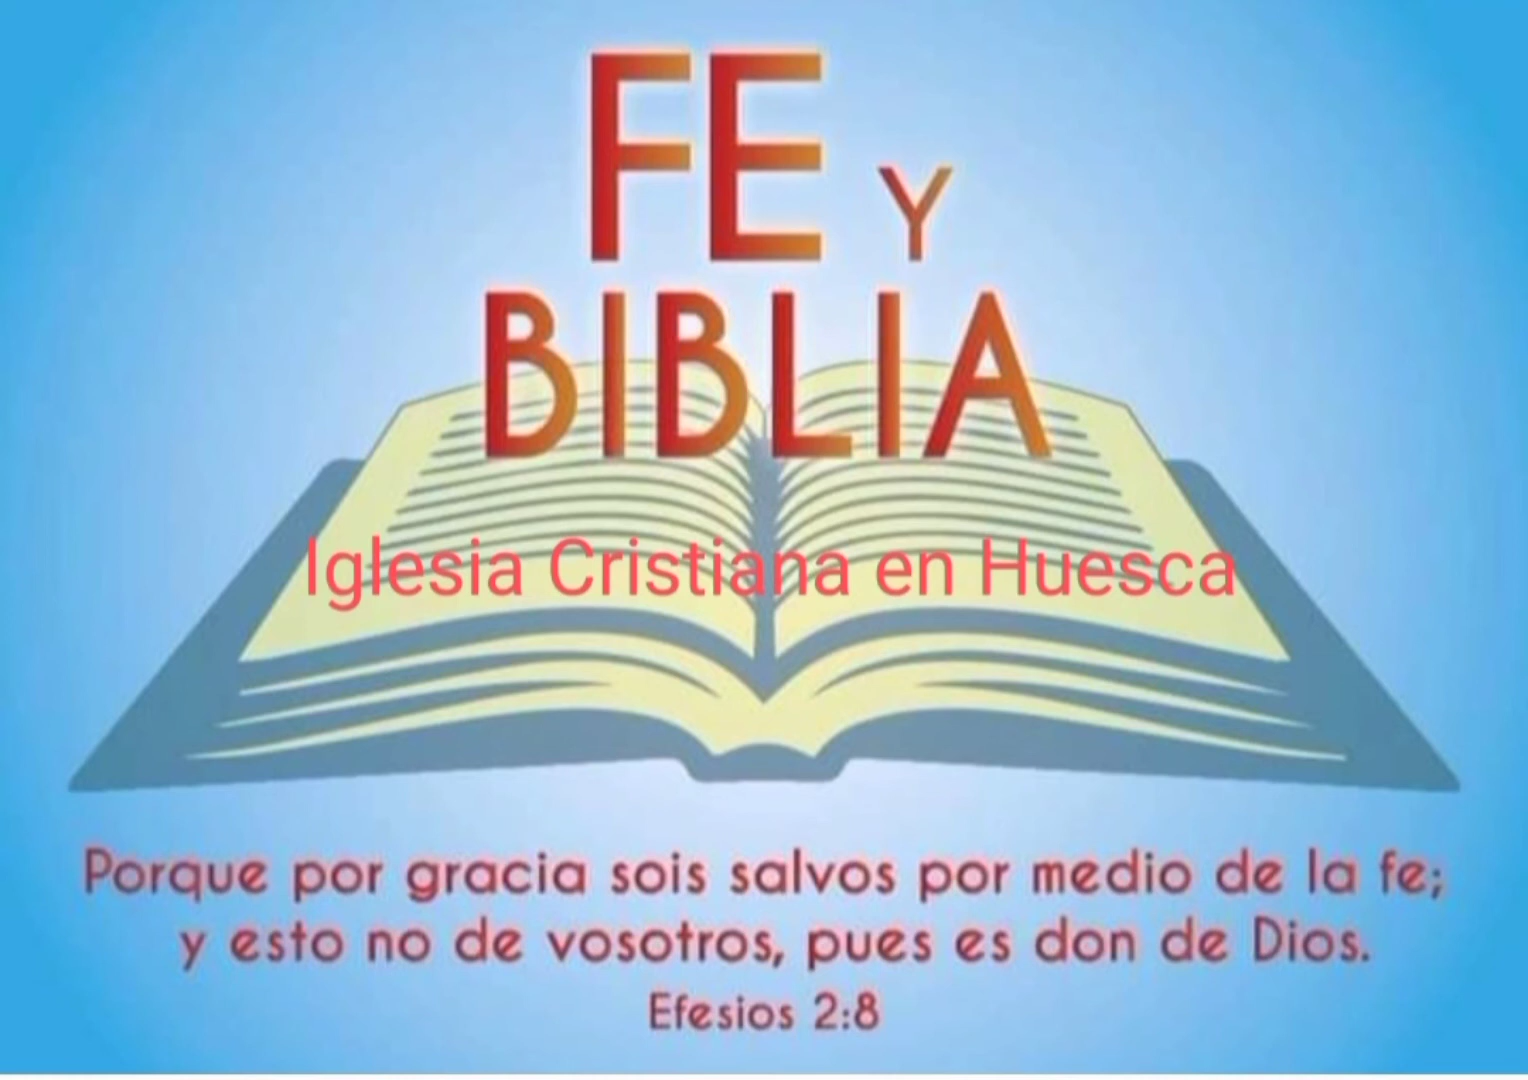 FE Y
BIBLIA
Iglesia Cristiana en Huesca
Porque por gracia sois salvos por medio de la fe;
y esto no de vosotros, pues es don de Dios.
Efesios 2:8